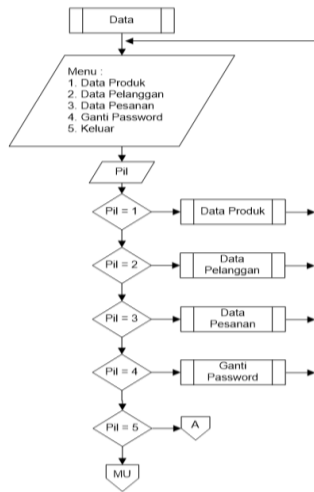 Data
Menu :
1. Data Produk
2. Data Pelanggan
3. Data Pesanan
4. Ganti Password
5. Keluar
Pil
Pil = 1
Data Produk
Pil = 2
Data
Pelanggan
Pil = 3
Data
Pesanan
Pil = 4
Ganti
Password
Pil = 5
A
MU